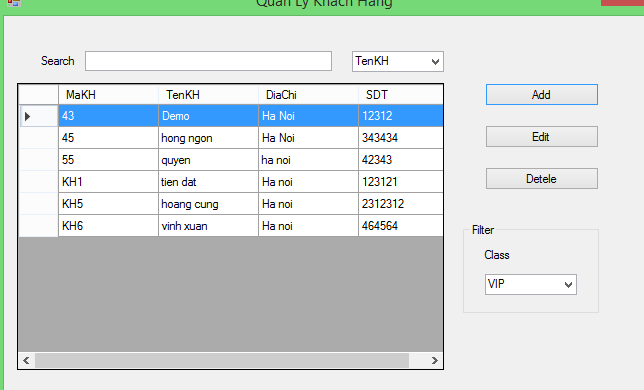 Quan Ly Khach Hang
Search TenKH
MaKH TenKH DiaChi SDT
43 Demo Ha Noi 12312
45 hong ngon Ha Noi 343434
55 quyen ha noi 42343
KH1 tien dat Ha noi 123121
KH5 hoang cung Ha noi 2312312
KH6 vinh xuan Ha noi 464564
Add
Edit
Detele
Filter
Class
VIP